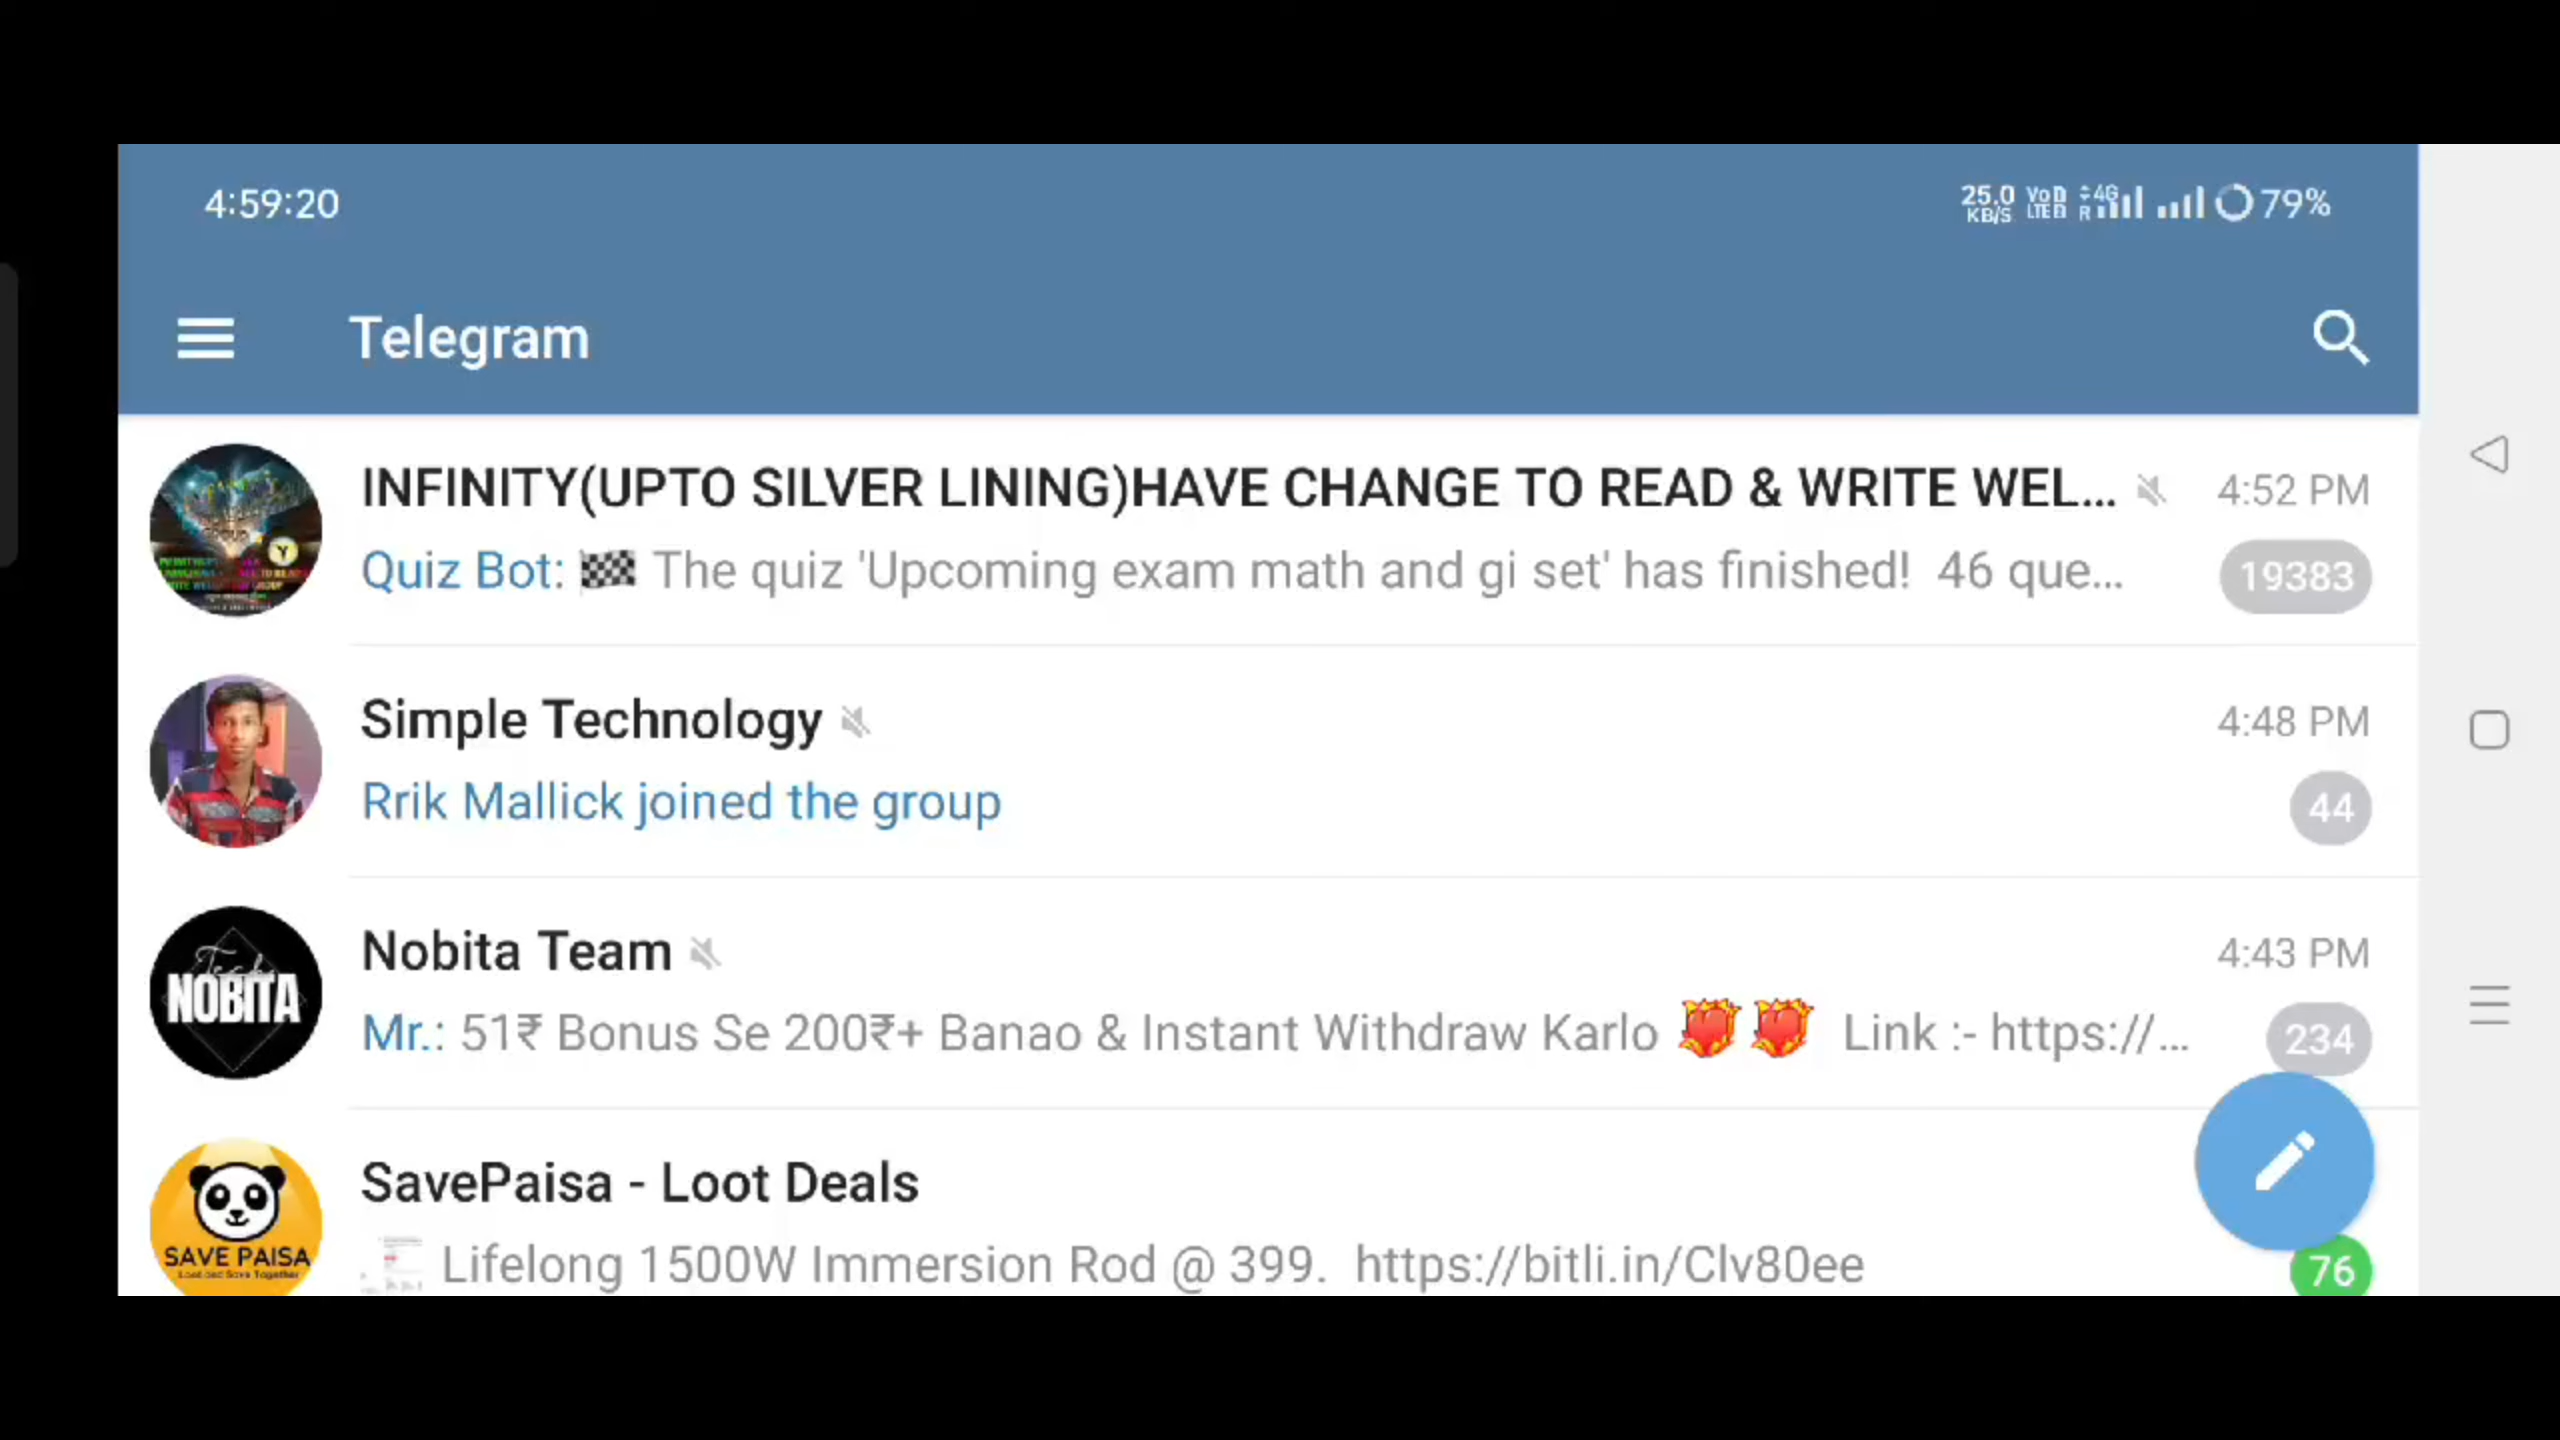 4:59:20
25.0 KB/S VoD LTE 4G R 79%
Telegram
INFINITY(UPTO SILVER LINING)HAVE CHANGE TO READ & WRITE WEL... 4:52 PM
Quiz Bot: 🏁 The quiz 'Upcoming exam math and gi set' has finished! 46 que... 19383
Simple Technology 4:48 PM
Rrik Mallick joined the group 44
Tech
NOBITA
Nobita Team 4:43 PM
Mr.: 51₹ Bonus Se 200₹+ Banao & Instant Withdraw Karlo ❤️‍🔥❤️‍🔥 Link :- https://... 234
SAVE PAISA
SavePaisa - Loot Deals
Lifelong 1500W Immersion Rod @ 399. https://bitli.in/Clv80ee 76